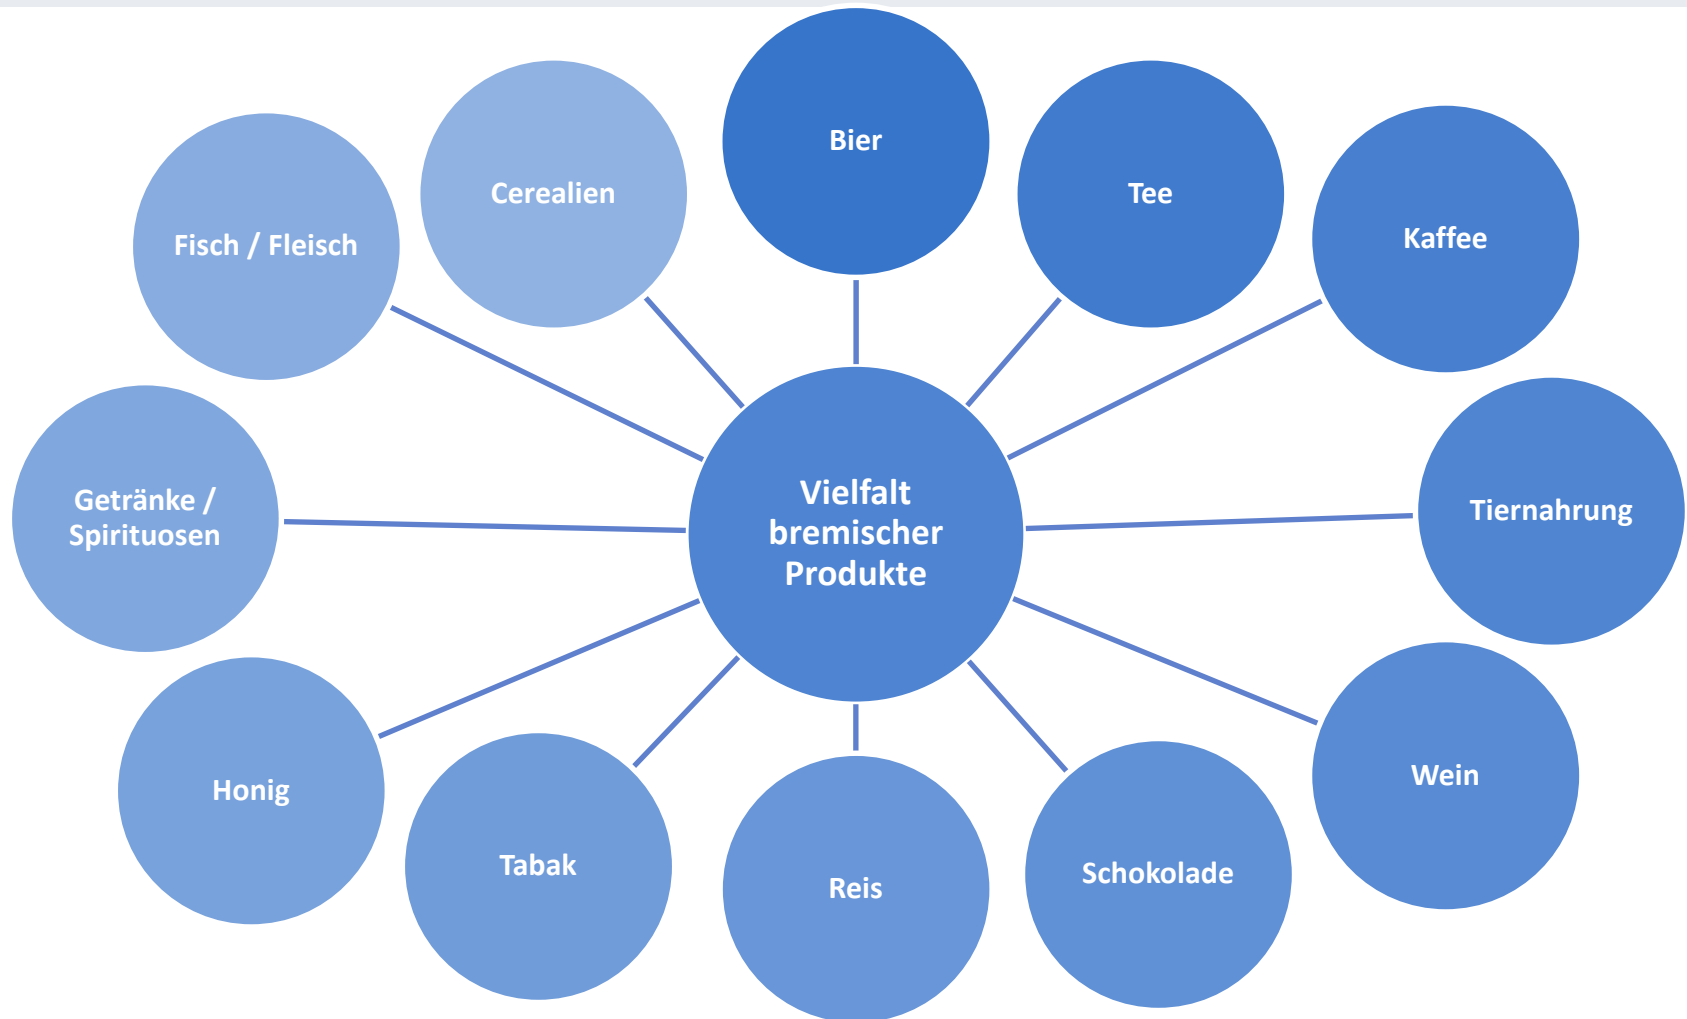 Bier
Tee
Kaffee
Tiernahrung
Wein
Schokolade
Reis
Tabak
Honig
Getränke /
Spirituosen
Fisch / Fleisch
Cerealien
Vielfalt
bremischer
Produkte